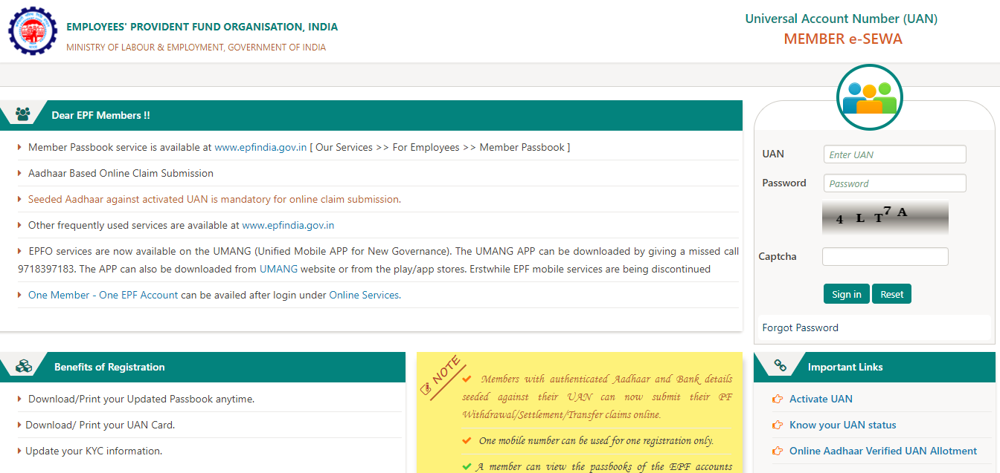 EMPLOYEES' PROVIDENT FUND ORGANISATION, INDIA
MINISTRY OF LABOUR & EMPLOYMENT, GOVERNMENT OF INDIA
Universal Account Number (UAN)
MEMBER e-SEWA
Dear EPF Members !!
Member Passbook service is available at www.epfindia.gov.in [ Our Services >> For Employees >> Member Passbook ]
Aadhaar Based Online Claim Submission
Seeded Aadhaar against activated UAN is mandatory for online claim submission.
Other frequently used services are available at www.epfindia.gov.in
EPFO services are now available on the UMANG (Unified Mobile APP for New Governance). The UMANG APP can be downloaded by giving a missed call
9718397183. The APP can also be downloaded from UMANG website or from the play/app stores. Erstwhile EPF mobile services are being discontinued
One Member - One EPF Account can be availed after login under Online Services.
UAN
Enter UAN
Password
Password
4 L T 7 A
Captcha
Sign in
Reset
Forgot Password
Benefits of Registration
Download/Print your Updated Passbook anytime.
Download/ Print your UAN Card.
Update your KYC information.
NOTE
Members with authenticated Aadhaar and Bank details
seeded against their UAN can now submit their PF
Withdrawal/Settlement/Transfer claims online.
One mobile number can be used for one registration only.
A member can view the passbooks of the EPF accounts
Important Links
Activate UAN
Know your UAN status
Online Aadhaar Verified UAN Allotment